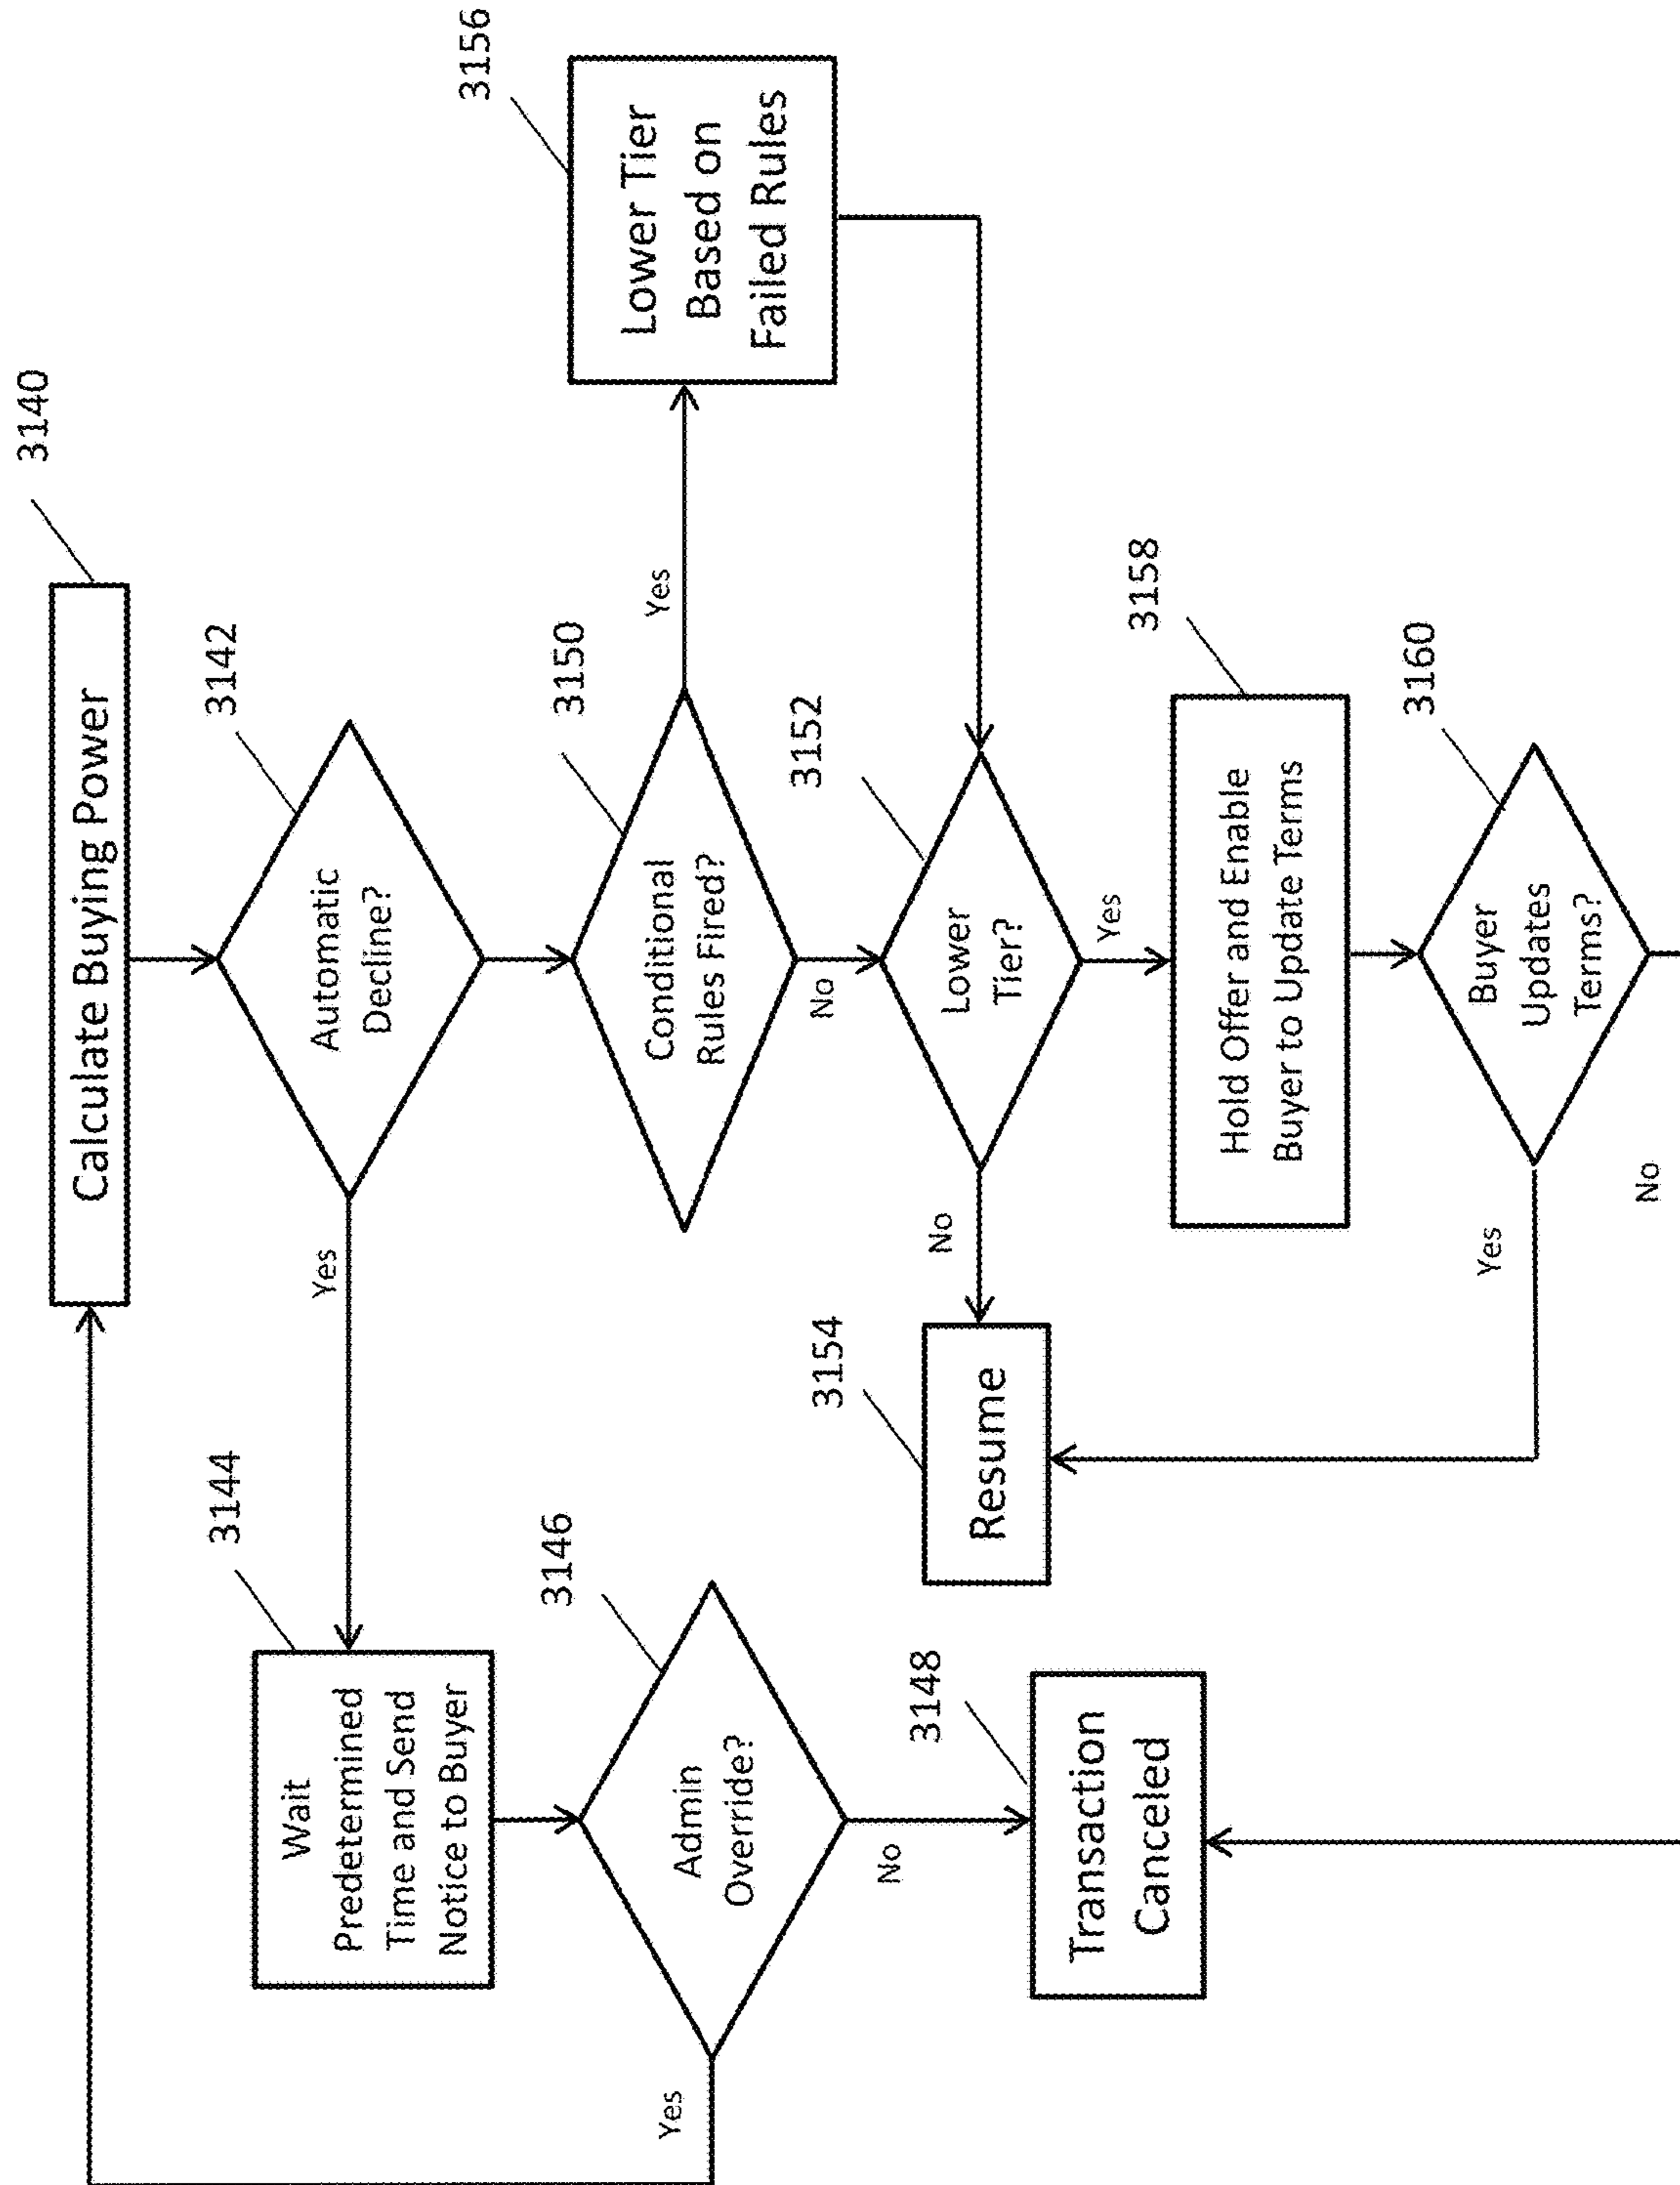 3140
Calculate Buying Power
3142
Automatic
Decline?
Yes
3144
Wait
Predetermined
Time and Send
Notice to Buyer
3146
Admin
Override?
Yes
No
3148
Transaction
Canceled
3150
Conditional
Rules Fired?
Yes
No
3156
Lower Tier
Based on
Failed Rules
3152
Lower
Tier?
No
Yes
3154
Resume
3158
Hold Offer and Enable
Buyer to Update Terms
3160
Buyer
Updates
Terms?
Yes
No